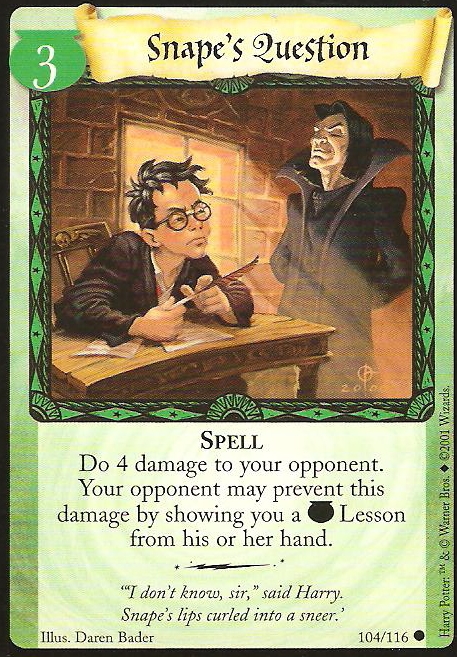 3
Snape's Question
2000
SPELL
Do 4 damage to your opponent.
Your opponent may prevent this
damage by showing you a Lesson
from his or her hand.
"'I don't know, sir," said Harry.
Snape's lips curled into a sneer.'
Illus. Daren Bader
104/116
Harry Potter ™ & © Warner Bros. ◆ ©2001 Wizards.